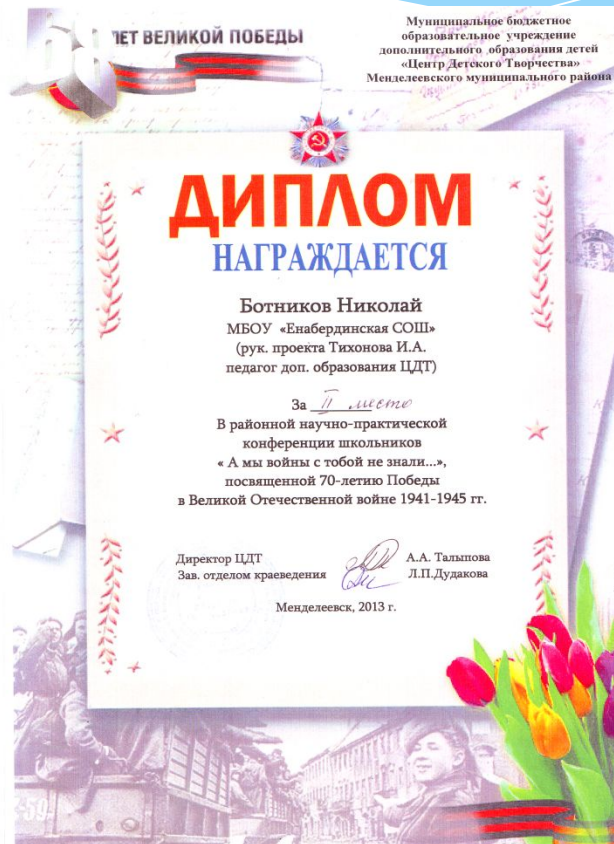 68 ЛЕТ ВЕЛИКОЙ ПОБЕДЫ
Муниципальное бюджетное
образовательное учреждение
дополнительного образования детей
«Центр Детского Творчества»
Менделеевского муниципального района
ДИПЛОМ
НАГРАЖДАЕТСЯ
Ботников Николай
МБОУ «Енабердинская СОШ»
(рук. проекта Тихонова И.А.
педагог доп. образования ЦДТ)
За II место
В районной научно-практической
конференции школьников
« А мы войны с тобой не знали...»,
посвященной 70-летию Победы
в Великой Отечественной войне 1941-1945 гг.
Директор ЦДТ А.А. Талыпова
Зав. отделом краеведения Л.П.Дудакова
Менделеевск, 2013 г.